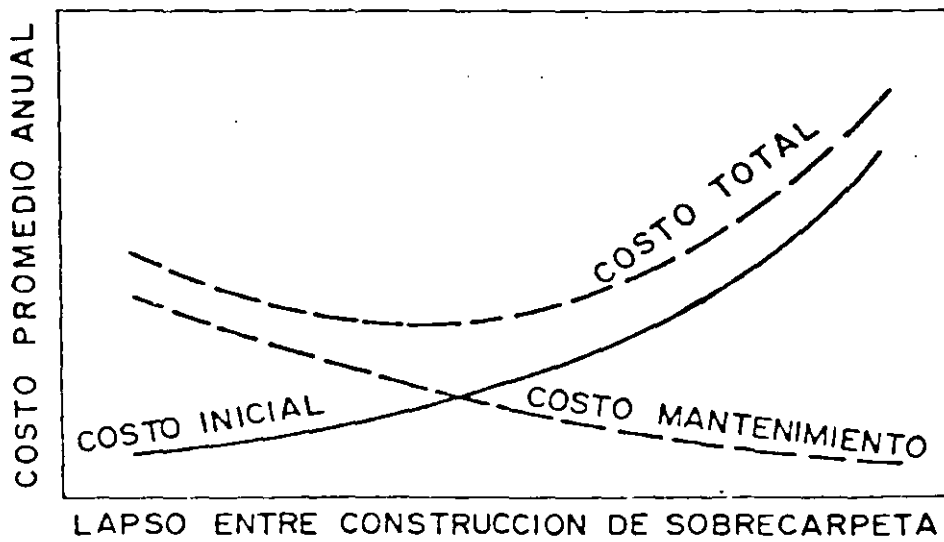 COSTO PROMEDIO ANUAL
COSTO TOTAL
COSTO INICIAL
COSTO MANTENIMIENTO
LAPSO ENTRE CONSTRUCCION DE SOBRECARPETA